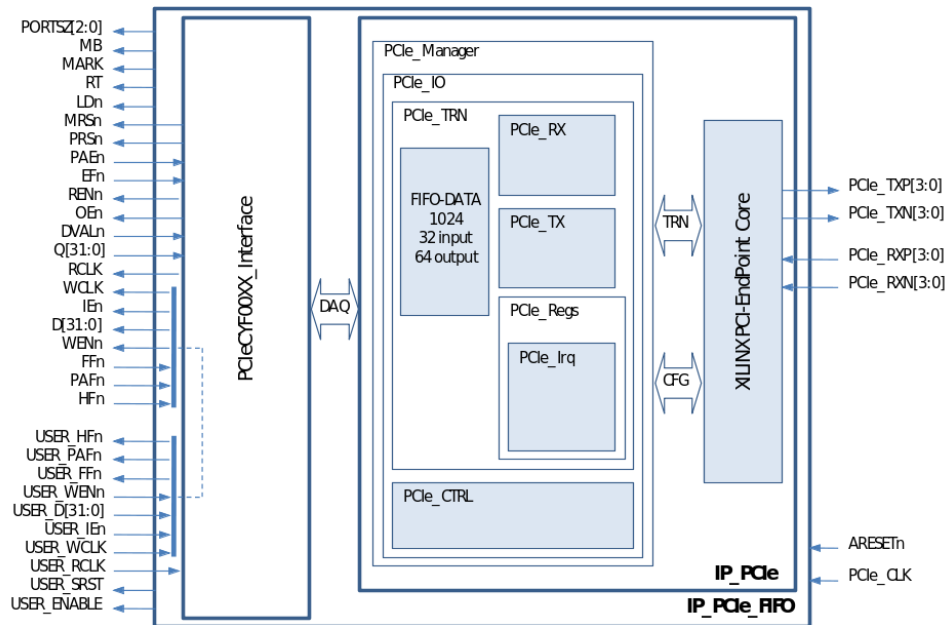 PORTSZ[2:0]
MB
MARK
RT
LDn
MRSn
PRSn
PAEn
EFn
RENn
OEn
DVALn
Q[31:0]
RCLK
WCLK
IEn
D[31:0]
WENn
FFn
PAFn
HFn
USER_HFn
USER_PAFn
USER_FFn
USER_WENn
USER_D[31:0]
USER_IEn
USER_WCLK
USER_RCLK
USER_SRST
USER_ENABLE
PCIeCYF00XX_Interface
DAQ
PCIe_Manager
PCIe_IO
PCIe_TRN
FIFO-DATA
1024
32 input
64 output
PCIe_RX
PCIe_TX
PCIe_Regs
PCIe_Irq
PCIe_CTRL
TRN
CFG
XILINX PCI-EndPoint Core
IP_PCIe
IP_PCIe_FIFO
PCIe_TXP[3:0]
PCIe_TXN[3:0]
PCIe_RXP[3:0]
PCIe_RXN[3:0]
ARESETn
PCIe_CLK